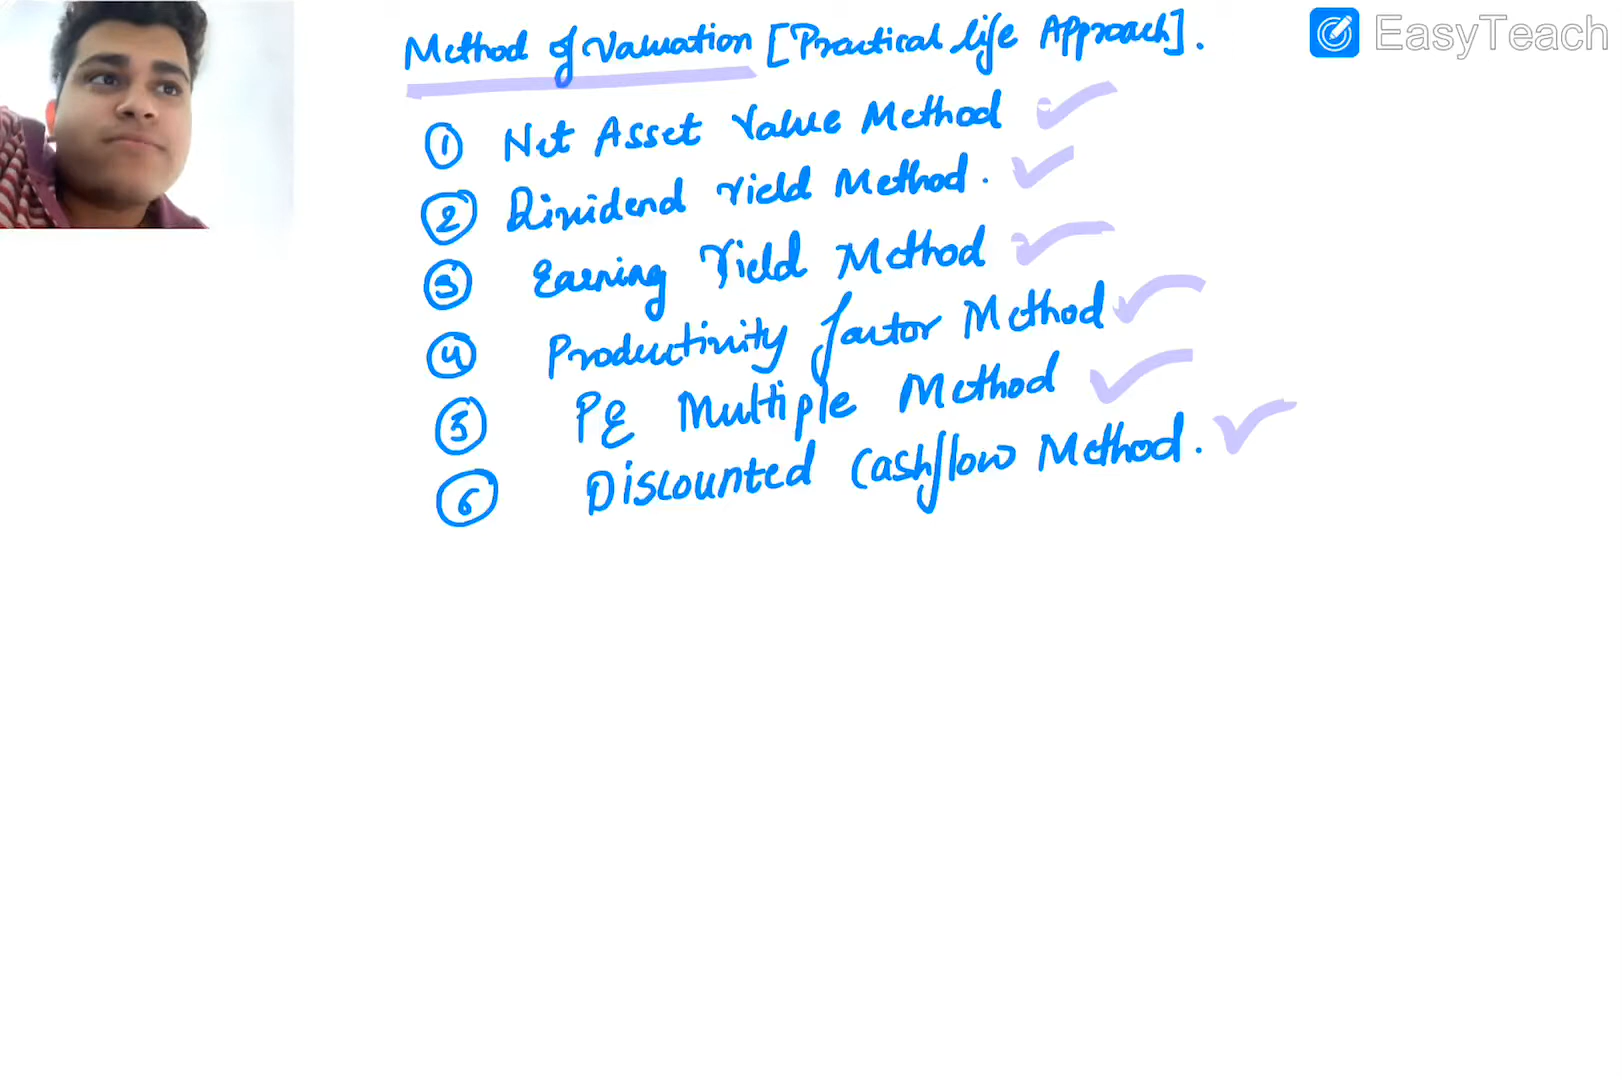 Method of Valuation [Practical life Approach].
EasyTeach
① Net Asset Value Method
② Dividend Yield Method.
③ Earning Yield Method
④ Productivity factor Method
⑤ PE Multiple Method
⑥ Discounted Cashflow Method.